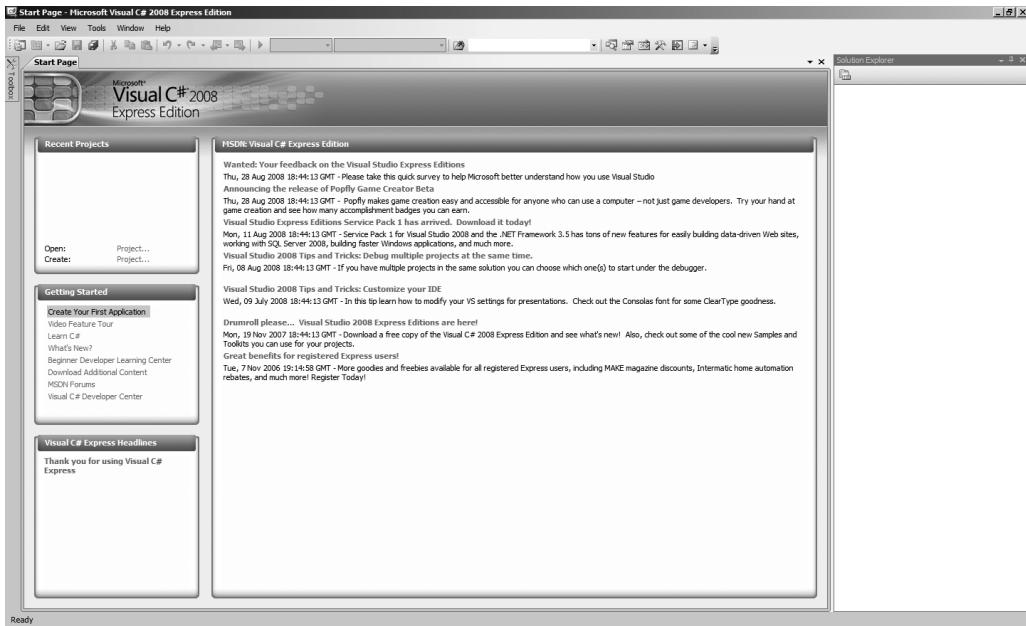 Start Page - Microsoft Visual C# 2008 Express Edition
File Edit View Tools Window Help
Toolbox
Start Page
Solution Explorer
Microsoft®
Visual C# 2008
Express Edition
Recent Projects
Open: Project...
Create: Project...
Getting Started
Create Your First Application
Video Feature Tour
Learn C#
What's New?
Beginner Developer Learning Center
Download Additional Content
MSDN Forums
Visual C# Developer Center
Visual C# Express Headlines
Thank you for using Visual C#
Express
MSDN: Visual C# Express Edition
Wanted: Your feedback on the Visual Studio Express Editions
Thu, 28 Aug 2008 18:44:13 GMT - Please take this quick survey to help Microsoft better understand how you use Visual Studio
Announcing the release of Popfly Game Creator Beta
Thu, 28 Aug 2008 18:44:13 GMT - Popfly makes game creation easy and accessible for anyone who can use a computer – not just game developers. Try your hand at
game creation and see how many accomplishment badges you can earn.
Visual Studio Express Editions Service Pack 1 has arrived. Download it today!
Mon, 11 Aug 2008 18:44:13 GMT - Service Pack 1 for Visual Studio 2008 and the .NET Framework 3.5 has tons of new features for easily building data-driven Web sites,
working with SQL Server 2008, building faster Windows applications, and much more.
Visual Studio 2008 Tips and Tricks: Debug multiple projects at the same time.
Fri, 08 Aug 2008 18:44:13 GMT - If you have multiple projects in the same solution you can choose which one(s) to start under the debugger.
Visual Studio 2008 Tips and Tricks: Customize your IDE
Wed, 09 July 2008 18:44:13 GMT - In this tip learn how to modify your VS settings for presentations. Check out the Consolas font for some ClearType goodness.
Drumroll please... Visual Studio 2008 Express Editions are here!
Mon, 19 Nov 2007 18:44:13 GMT - Download a free copy of the Visual C# 2008 Express Edition and see what's new! Also, check out some of the cool new Samples and
Toolkits you can use for your projects.
Great benefits for registered Express users!
Tue, 7 Nov 2006 19:14:58 GMT - More goodies and freebies available for all registered Express users, including MAKE magazine discounts, Intermatic home automation
rebates, and much more! Register Today!
Ready